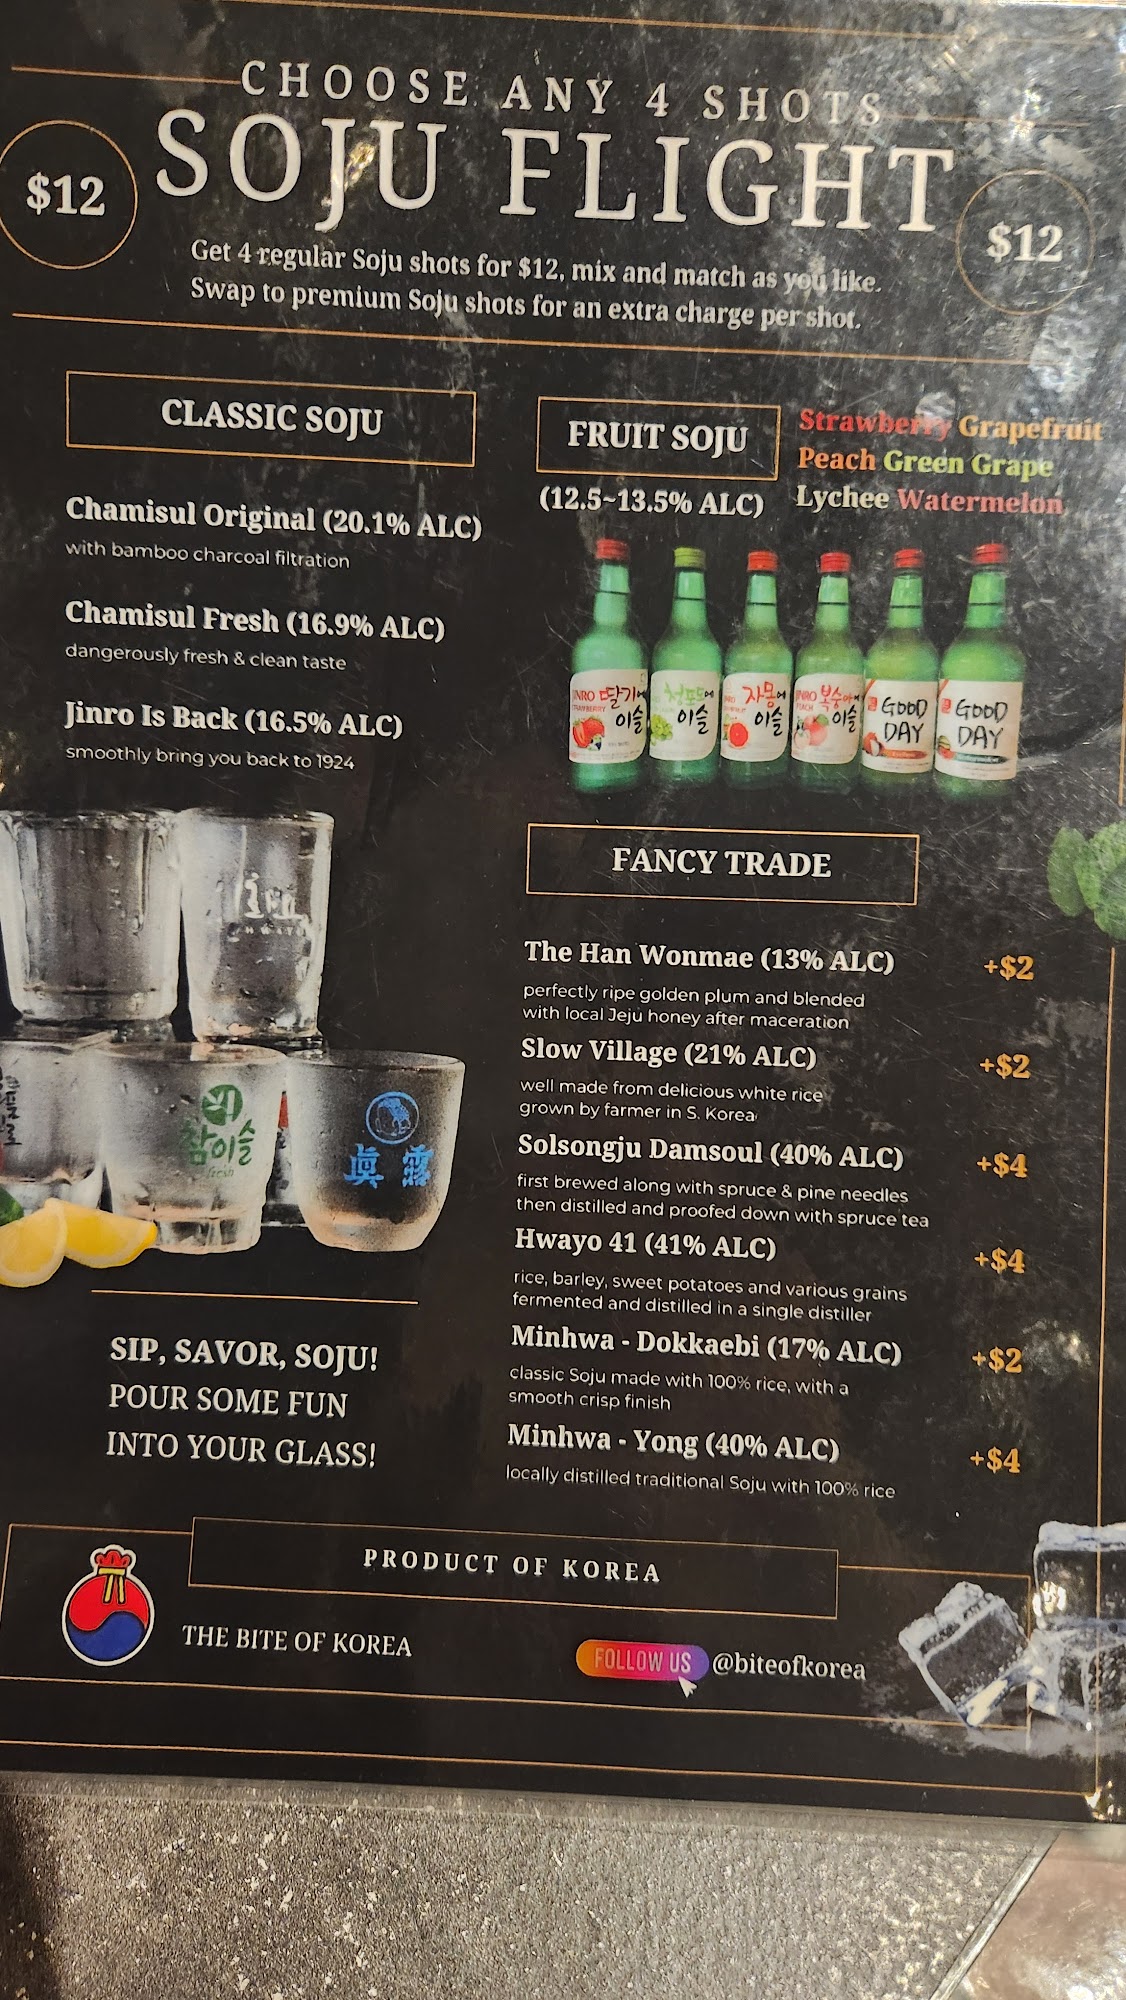 CHOOSE ANY 4 SHOTS
SOJU FLIGHT
$12
$12
Get 4 regular Soju shots for $12, mix and match as you like.
Swap to premium Soju shots for an extra charge per shot.
CLASSIC SOJU
Chamisul Original (20.1% ALC)
with bamboo charcoal filtration
Chamisul Fresh (16.9% ALC)
dangerously fresh & clean taste
Jinro Is Back (16.5% ALC)
smoothly bring you back to 1924
FRUIT SOJU
(12.5~13.5% ALC)
Strawberry Grapefruit
Peach Green Grape
Lychee Watermelon
딸기에
이슬
청포도에
이슬
자몽에
이슬
복숭아에
이슬
GOOD
DAY
GOOD
DAY
FANCY TRADE
The Han Wonmae (13% ALC) +$2
perfectly ripe golden plum and blended
with local Jeju honey after maceration
Slow Village (21% ALC) +$2
well made from delicious white rice
grown by farmer in S. Korea
Solsongju Damsoul (40% ALC) +$4
first brewed along with spruce & pine needles
then distilled and proofed down with spruce tea
Hwayo 41 (41% ALC) +$4
rice, barley, sweet potatoes and various grains
fermented and distilled in a single distiller
Minhwa - Dokkaebi (17% ALC) +$2
classic Soju made with 100% rice, with a
smooth crisp finish
Minhwa - Yong (40% ALC) +$4
locally distilled traditional Soju with 100% rice
참이슬
fresh
眞露
SIP, SAVOR, SOJU!
POUR SOME FUN
INTO YOUR GLASS!
PRODUCT OF KOREA
THE BITE OF KOREA
FOLLOW US @biteofkorea